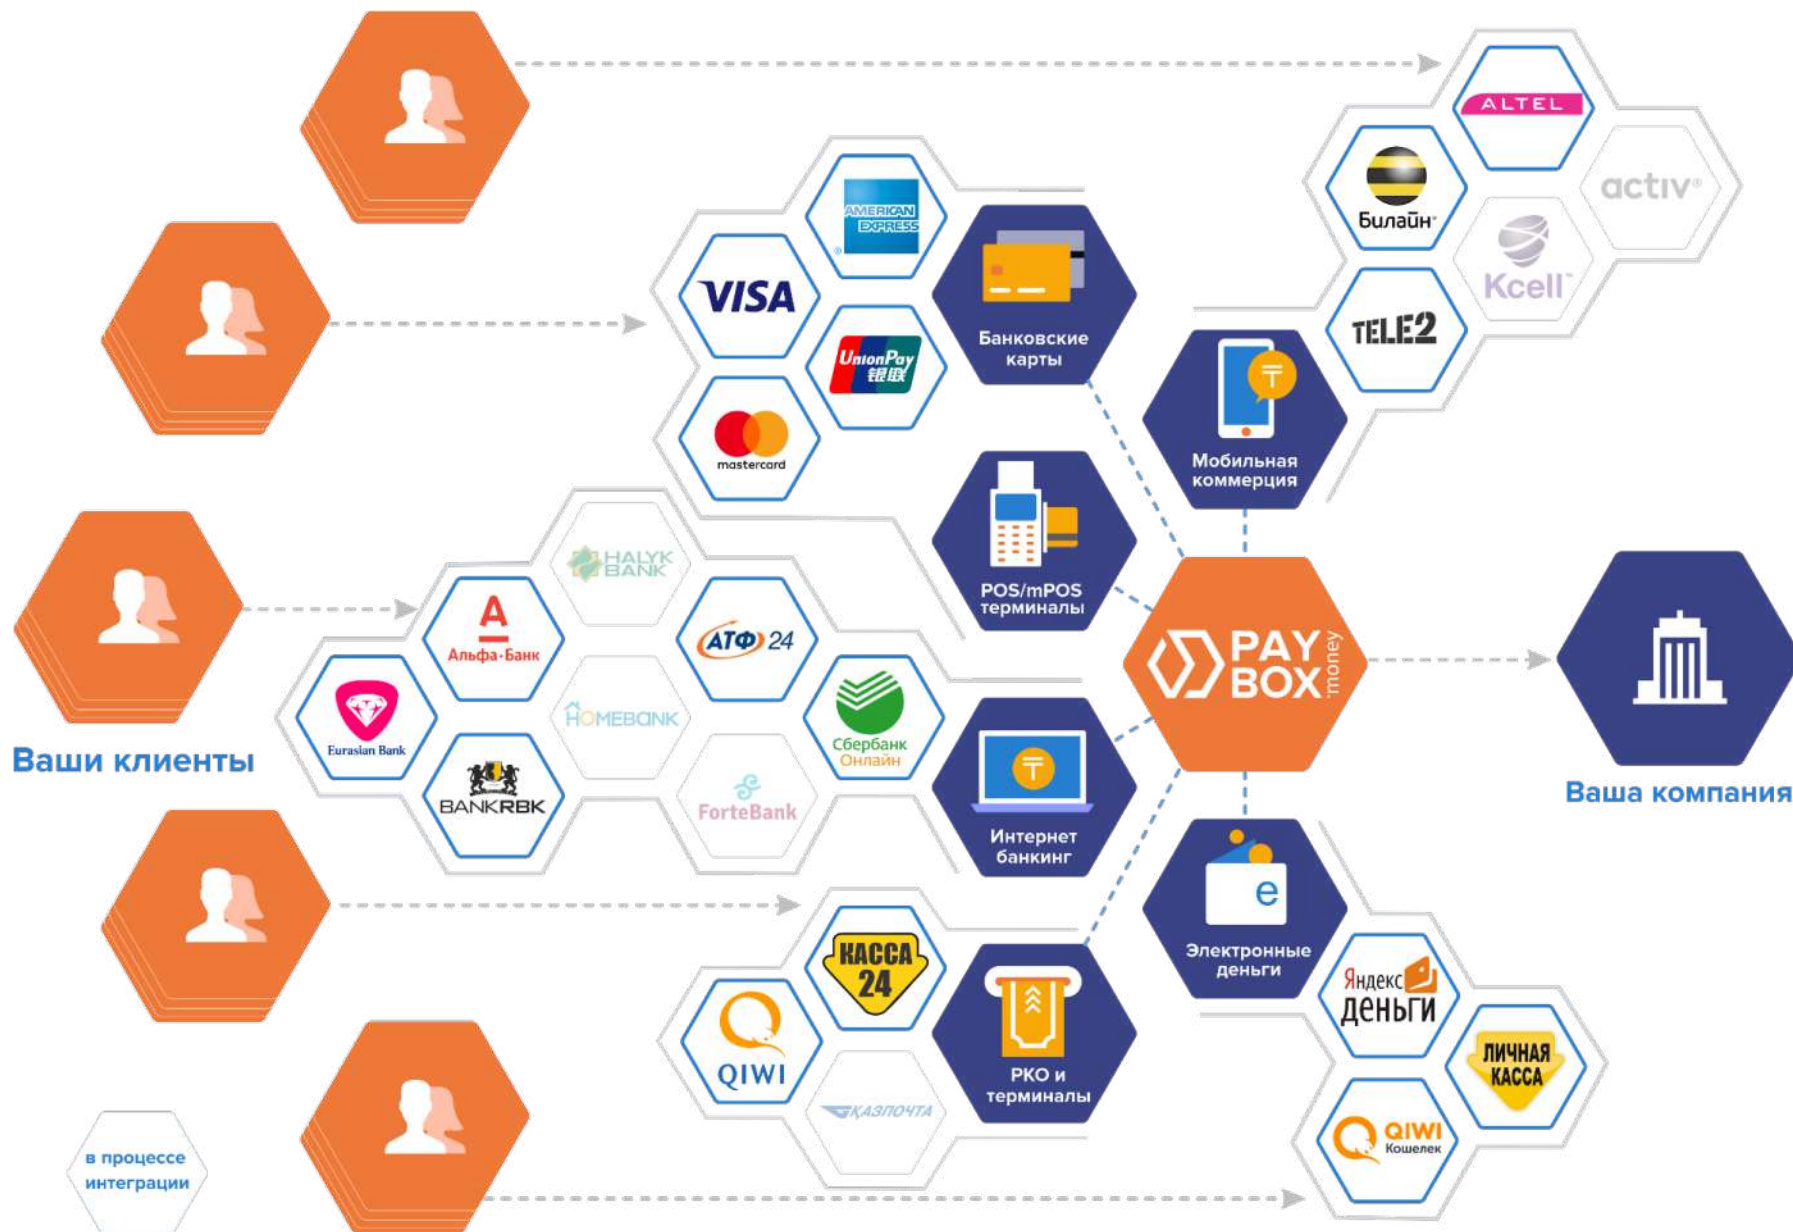 ALTEL
activ®
Билайн®
Kcell™
TELE2
AMERICAN
EXPRESS
®
VISA
UnionPay
银联
mastercard
Банковские
карты
Мобильная
коммерция
POS/mPOS
терминалы
HALYK
BANK
А
Альфа·Банк
АТФ 24
Eurasian Bank
HOMEBANK
Сбербанк
Онлайн
BANKRBK
ForteBank
Интернет
банкинг
PAY
BOX
money
Ваши клиенты
Ваша компания
e
Электронные
деньги
КАССА
24
QIWI
ҚАЗПОЧТА
РКО и
терминалы
Яндекс
ДЕНЬГИ
ЛИЧНАЯ
КАССА
QIWI
Кошелек
в процессе
интеграции